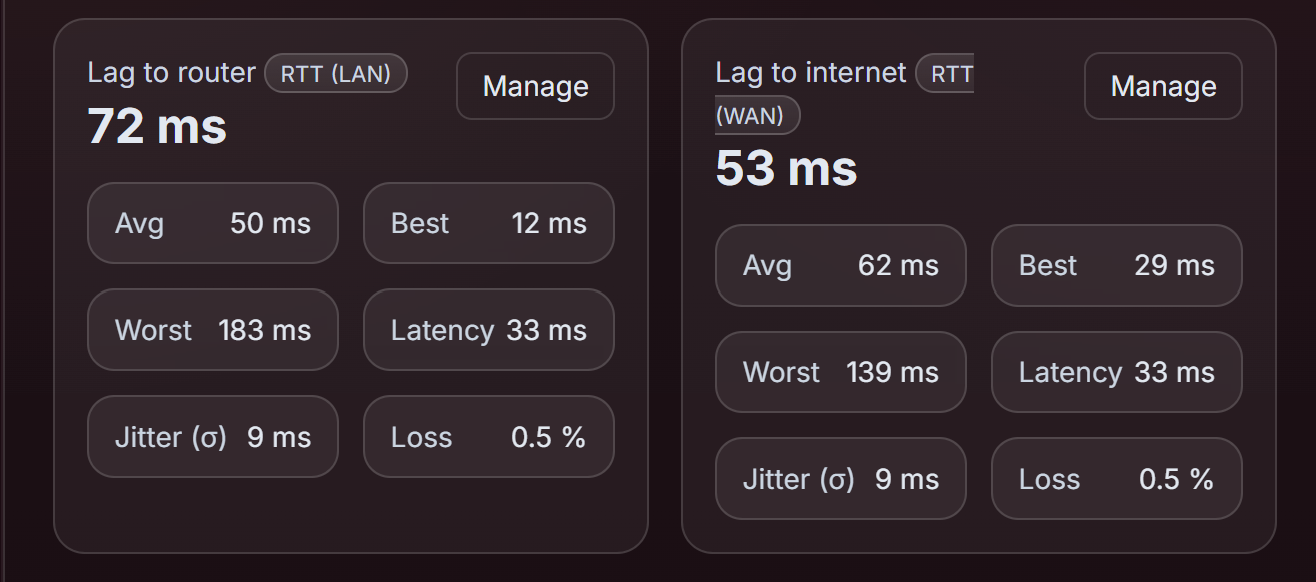 Lag to router RTT (LAN)
Manage
72 ms
Avg 50 ms
Best 12 ms
Worst 183 ms
Latency 33 ms
Jitter (σ) 9 ms
Loss 0.5 %
Lag to internet RTT
(WAN)
Manage
53 ms
Avg 62 ms
Best 29 ms
Worst 139 ms
Latency 33 ms
Jitter (σ) 9 ms
Loss 0.5 %